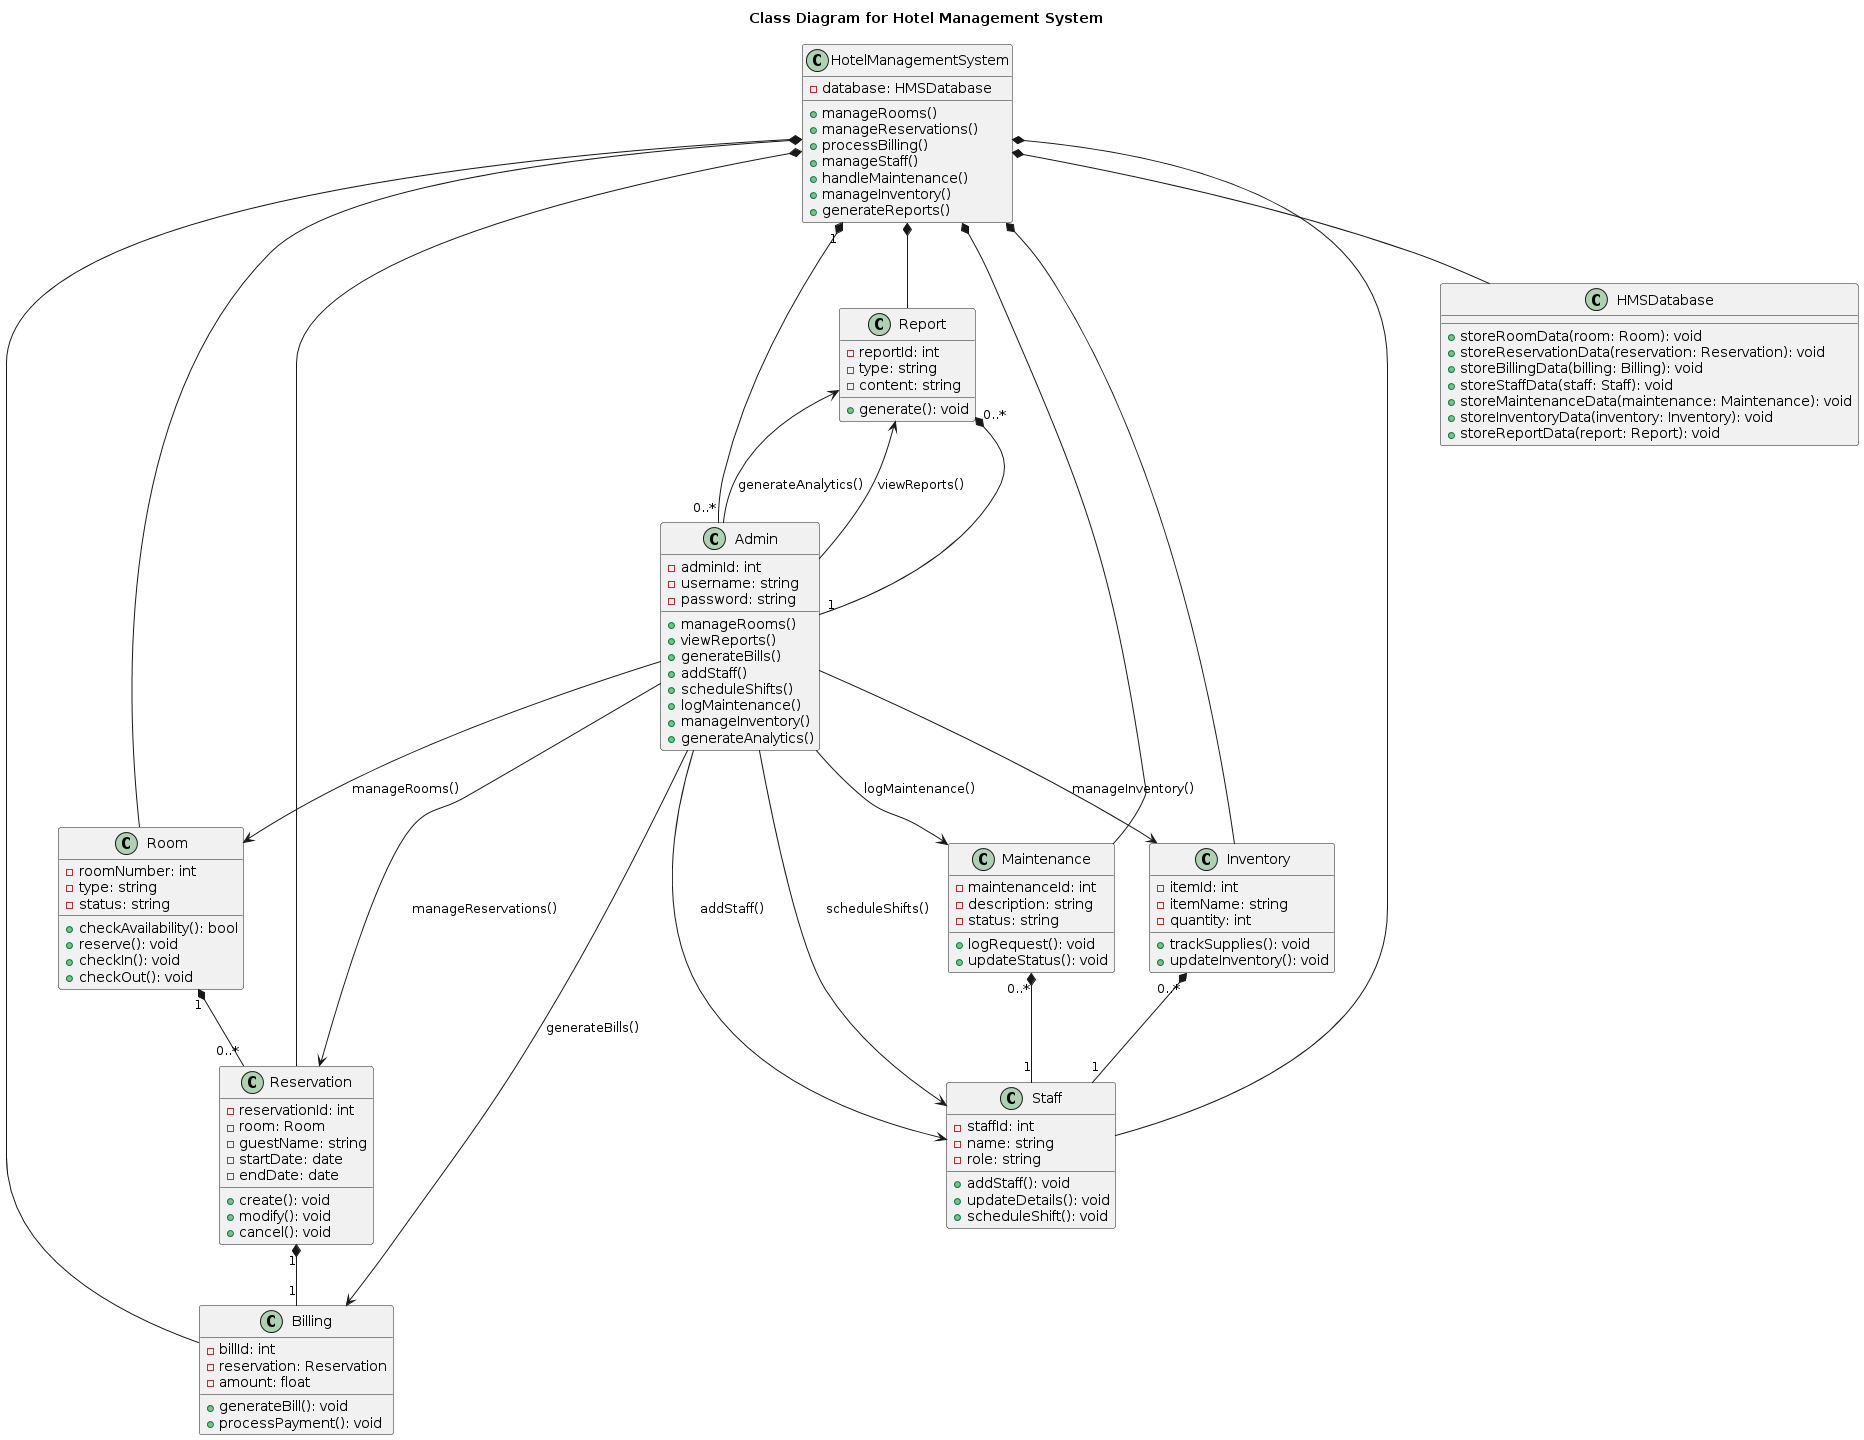 Class Diagram for Hotel Management System
C HotelManagementSystem
database: HMSDatabase
manageRooms()
manageReservations()
processBilling()
manageStaff()
handleMaintenance()
manageInventory()
generateReports()
1
C HMSDatabase
storeRoomData(room: Room): void
storeReservationData(reservation: Reservation): void
storeBillingData(billing: Billing): void
storeStaffData(staff: Staff): void
storeMaintenanceData(maintenance: Maintenance): void
storeInventoryData(inventory: Inventory): void
storeReportData(report: Report): void
C Report
reportId: int
type: string
content: string
generate(): void
0..*
generateAnalytics()
viewReports()
0..*
C Admin
adminId: int
username: string
password: string
1
manageRooms()
viewReports()
generateBills()
addStaff()
scheduleShifts()
logMaintenance()
manageInventory()
generateAnalytics()
manageRooms()
logMaintenance()
manageInventory()
C Room
roomNumber: int
type: string
status: string
checkAvailability(): bool
reserve(): void
checkIn(): void
checkOut(): void
1
manageReservations()
addStaff()
scheduleShifts()
C Maintenance
maintenanceId: int
description: string
status: string
logRequest(): void
updateStatus(): void
0..*
C Inventory
itemId: int
itemName: string
quantity: int
trackSupplies(): void
updateInventory(): void
0..*
generateBills()
0..*
1
1
C Reservation
reservationId: int
room: Room
guestName: string
startDate: date
endDate: date
create(): void
modify(): void
cancel(): void
1
C Staff
staffId: int
name: string
role: string
addStaff(): void
updateDetails(): void
scheduleShift(): void
1
C Billing
billId: int
reservation: Reservation
amount: float
generateBill(): void
processPayment(): void